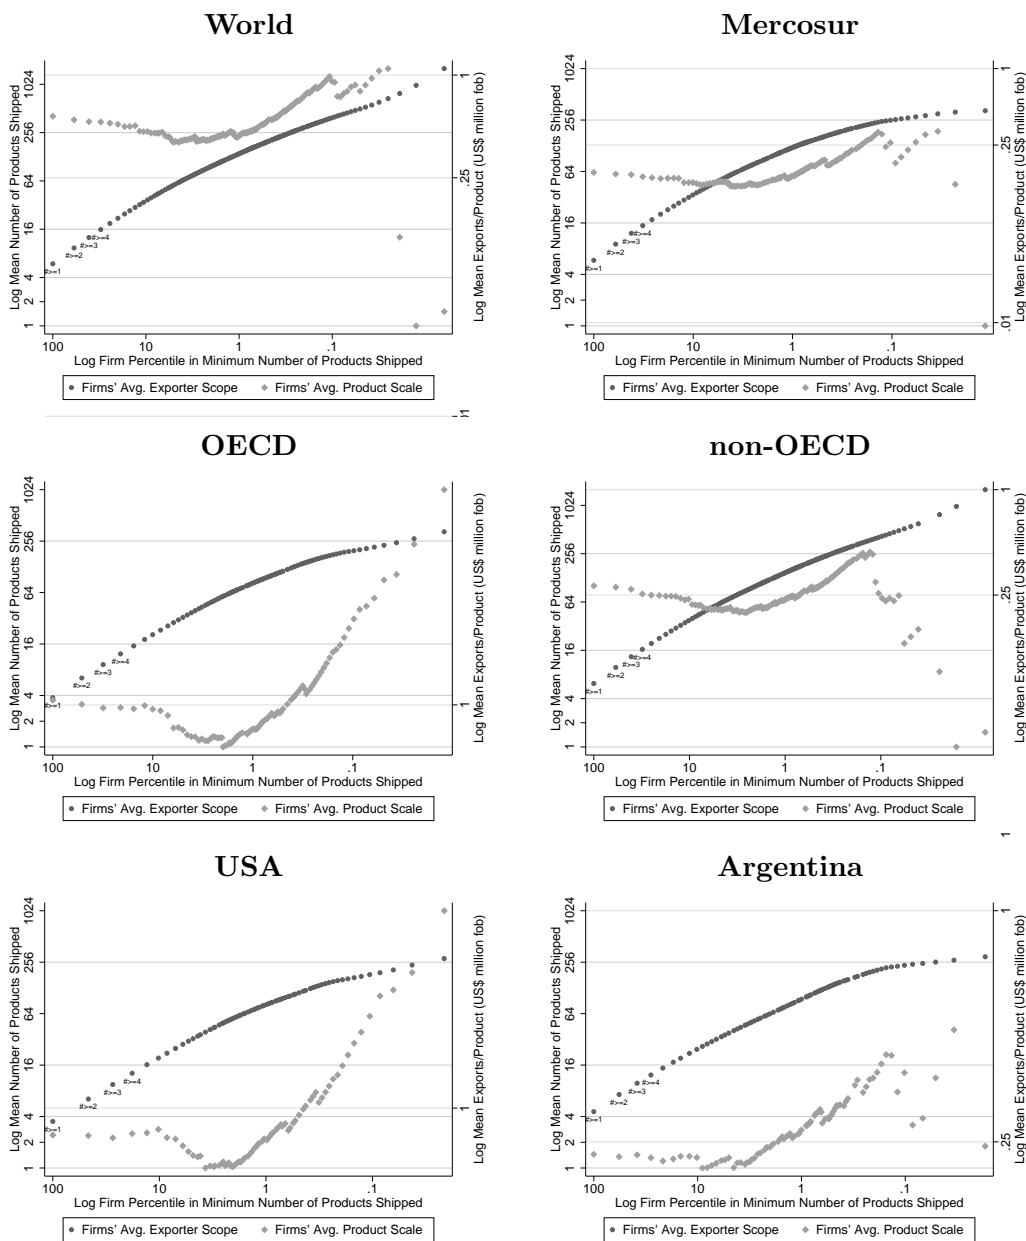 World
Mercosur
Log Mean Number of Products Shipped
1024
256
64
16
4
2
1
#>=1
#>=2
#>=3
#>=4
1
.25
Log Mean Exports/Product (US$ million fob)
100
10
1
.1
Log Firm Percentile in Minimum Number of Products Shipped
Firms' Avg. Exporter Scope
Firms' Avg. Product Scale
.01
Log Mean Number of Products Shipped
1024
256
64
16
4
2
1
#>=1
#>=2
#>=3
#>=4
1
.25
.01
Log Mean Exports/Product (US$ million fob)
100
10
1
.1
Log Firm Percentile in Minimum Number of Products Shipped
Firms' Avg. Exporter Scope
Firms' Avg. Product Scale
OECD
non-OECD
Log Mean Number of Products Shipped
1024
256
64
16
4
2
1
#>=1
#>=2
#>=3
#>=4
1
Log Mean Exports/Product (US$ million fob)
100
10
1
.1
Log Firm Percentile in Minimum Number of Products Shipped
Firms' Avg. Exporter Scope
Firms' Avg. Product Scale
Log Mean Number of Products Shipped
1024
256
64
16
4
2
1
#>=1
#>=2
#>=3
#>=4
1
.25
Log Mean Exports/Product (US$ million fob)
100
10
1
.1
Log Firm Percentile in Minimum Number of Products Shipped
Firms' Avg. Exporter Scope
Firms' Avg. Product Scale
1
USA
Argentina
Log Mean Number of Products Shipped
1024
256
64
16
4
2
1
#>=1
#>=2
#>=3
#>=4
1
Log Mean Exports/Product (US$ million fob)
100
10
1
.1
Log Firm Percentile in Minimum Number of Products Shipped
Firms' Avg. Exporter Scope
Firms' Avg. Product Scale
Log Mean Number of Products Shipped
1024
256
64
16
4
2
1
#>=1
#>=2
#>=3
#>=4
1
.25
Log Mean Exports/Product (US$ million fob)
100
10
1
.1
Log Firm Percentile in Minimum Number of Products Shipped
Firms' Avg. Exporter Scope
Firms' Avg. Product Scale